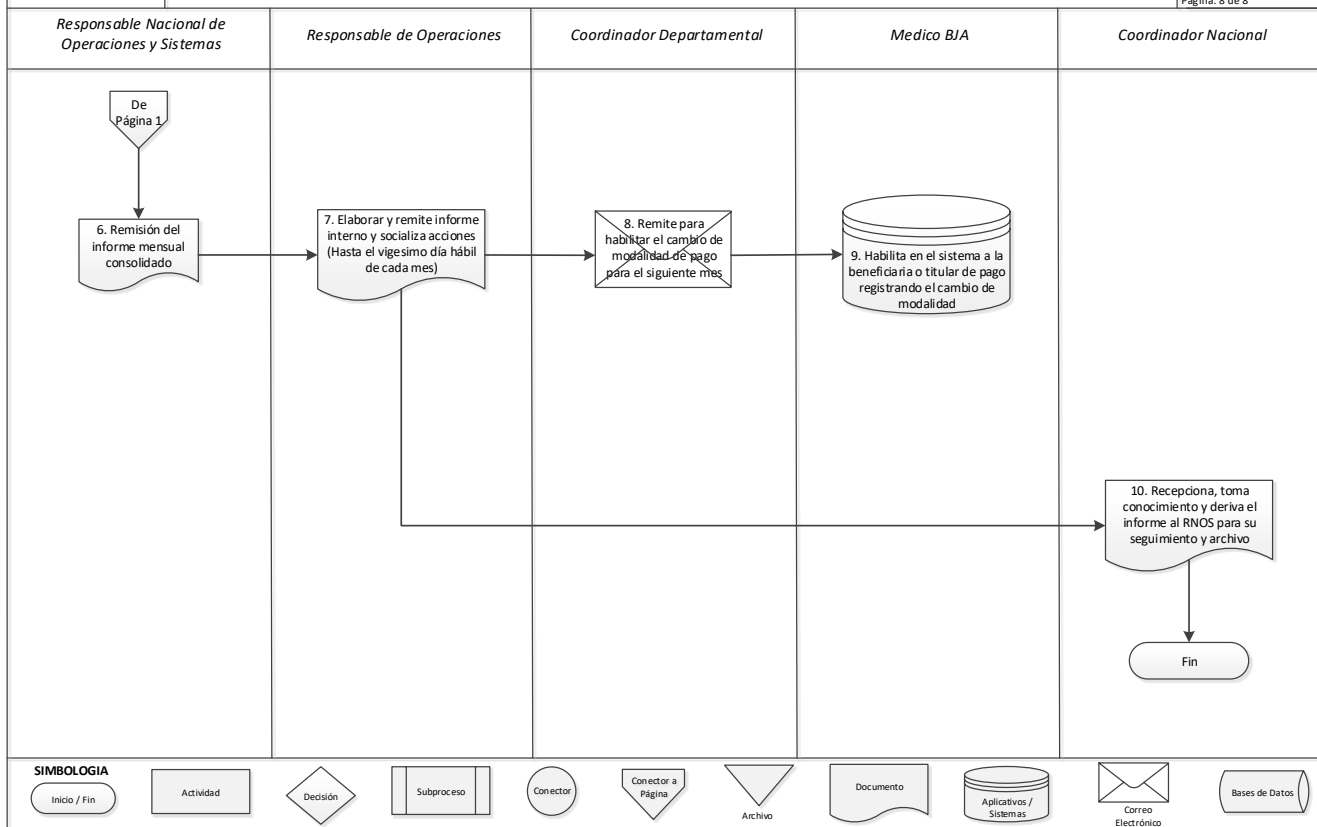 Página: 8 de 8
Responsable Nacional de
Operaciones y Sistemas
Responsable de Operaciones
Coordinador Departamental
Medico BJA
Coordinador Nacional
De
Página 1
6. Remisión del
informe mensual
consolidado
7. Elaborar y remite informe
interno y socializa acciones
(Hasta el vigesimo día hábil
de cada mes)
8. Remite para
habilitar el cambio de
modalidad de pago
para el siguiente mes
9. Habilita en el sistema a la
beneficiaria o titular de pago
registrando el cambio de
modalidad
10. Recepciona, toma
conocimiento y deriva el
informe al RNOS para su
seguimiento y archivo
Fin
SIMBOLOGIA
Inicio / Fin
Actividad
Decisión
Subproceso
Conector
Conector a
Página
Archivo
Documento
Aplicativos /
Sistemas
Correo
Electrónico
Bases de Datos